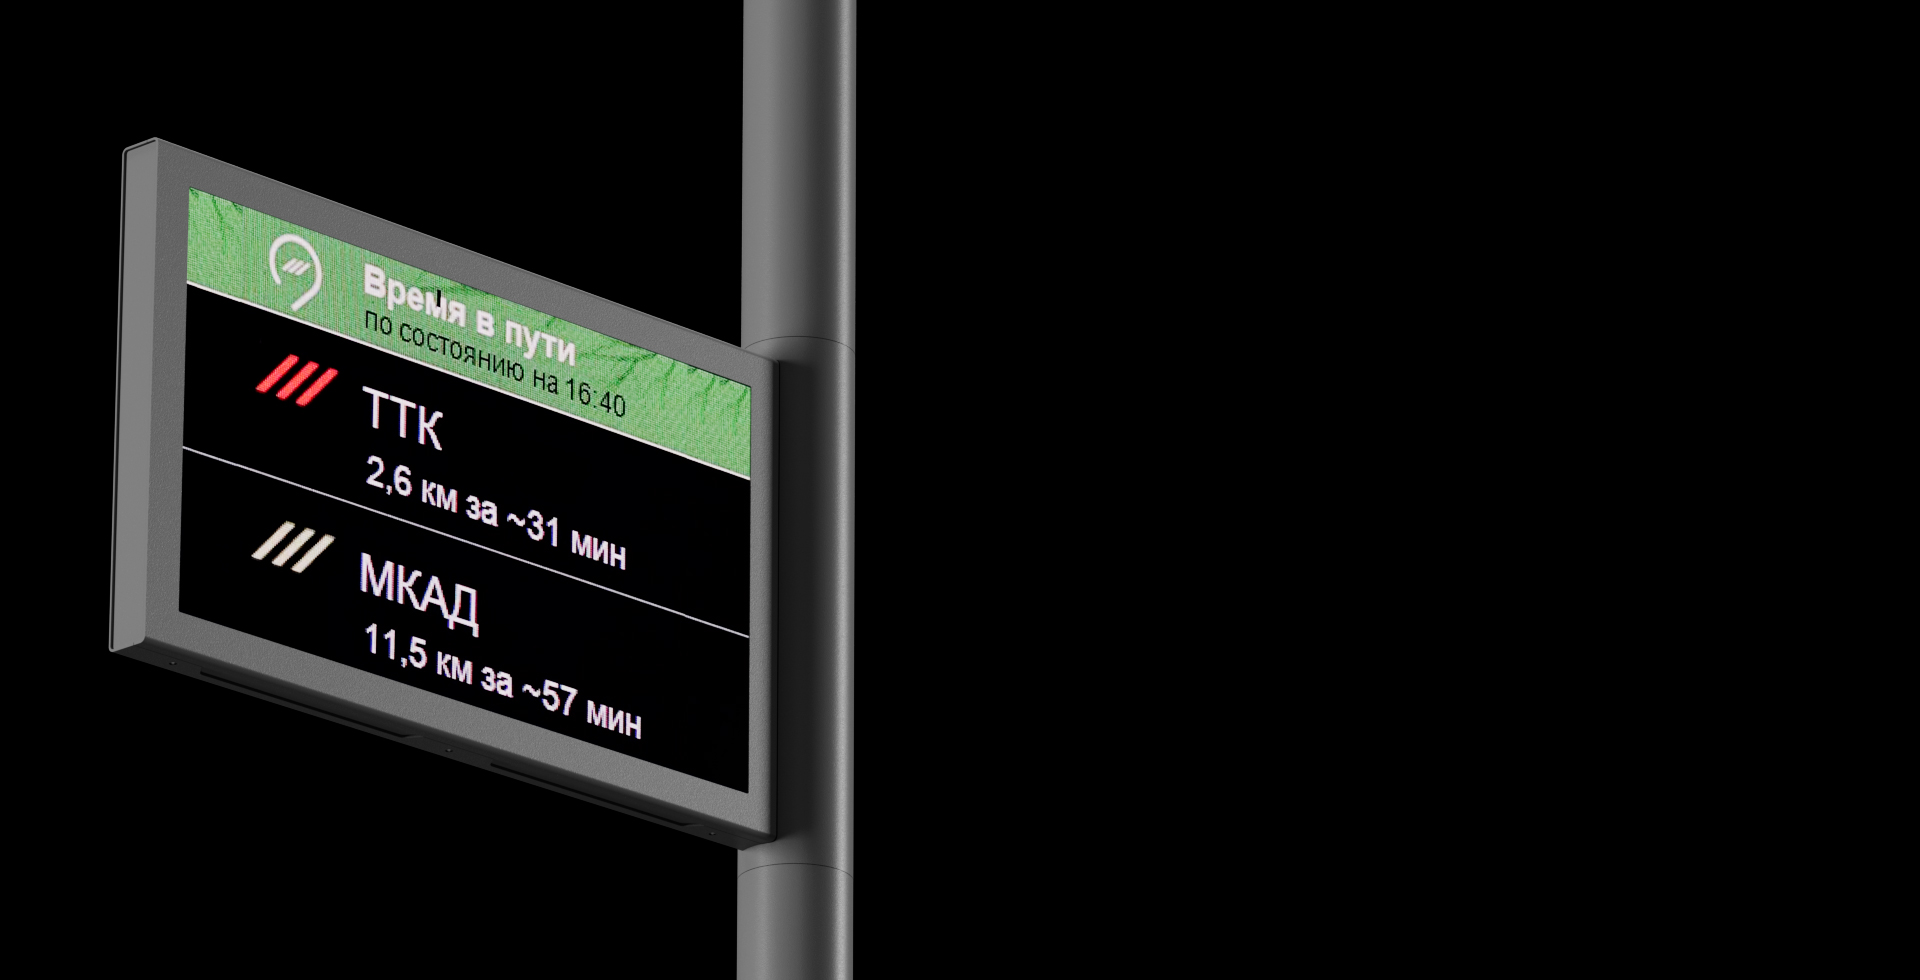 Время в пути
по состоянию на 16:40
ТТК
2,6 км за ~31 мин
МКАД
11,5 км за ~57 мин